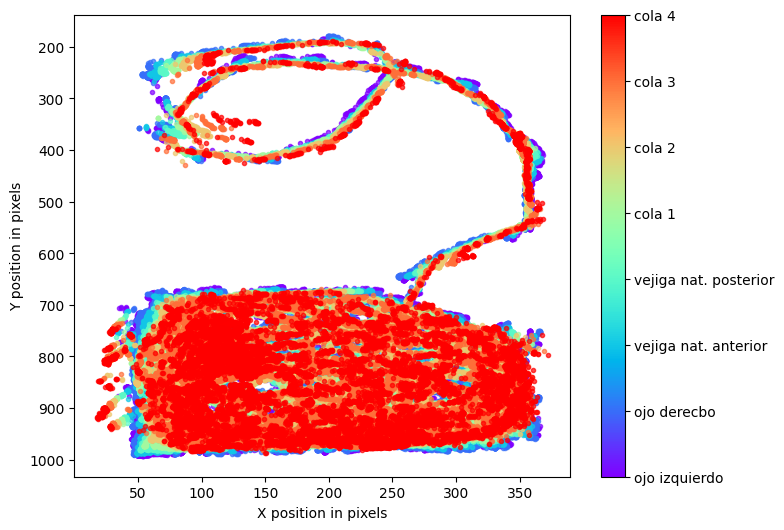 200
300
400
500
600
700
800
900
1000
Y position in pixels
50 100 150 200 250 300 350
X position in pixels
cola 4
cola 3
cola 2
cola 1
vejiga nat. posterior
vejiga nat. anterior
ojo derecbo
ojo izquierdo